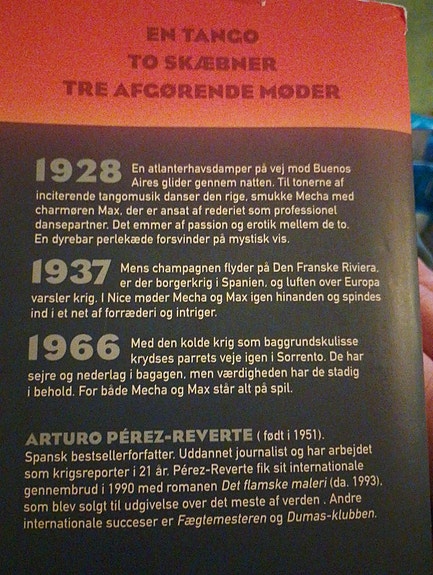 EN TANGO
TO SKÆBNER
TRE AFGØRENDE MØDER
1928 En atlanterhavsdamper på vej mod Buenos
Aires glider gennem natten. Til tonerne af
inciterende tangomusik danser den rige, smukke Mecha med
charmøren Max, der er ansat af rederiet som professionel
dansepartner. Det emmer af passion og erotik mellem de to.
En dyrebar perlekæde forsvinder på mystisk vis.
1937 Mens champagnen flyder på Den Franske Riviera,
er der borgerkrig i Spanien, og luften over Europa
varsler krig. I Nice møder Mecha og Max igen hinanden og spindes
ind i et net af forræderi og intriger.
1966 Med den kolde krig som baggrundskulisse
krydses parrets veje igen i Sorrento. De har
sejre og nederlag i bagagen, men værdigheden har de stadig
i behold. For både Mecha og Max står alt på spil.
ARTURO PÉREZ-REVERTE ( født i 1951).
Spansk bestsellerforfatter. Uddannet journalist og har arbejdet
som krigsreporter i 21 år. Pérez-Reverte fik sit internationale
gennembrud i 1990 med romanen Det flamske maleri (da. 1993),
som blev solgt til udgivelse over det meste af verden . Andre
internationale succeser er Fægtemesteren og Dumas-klubben.